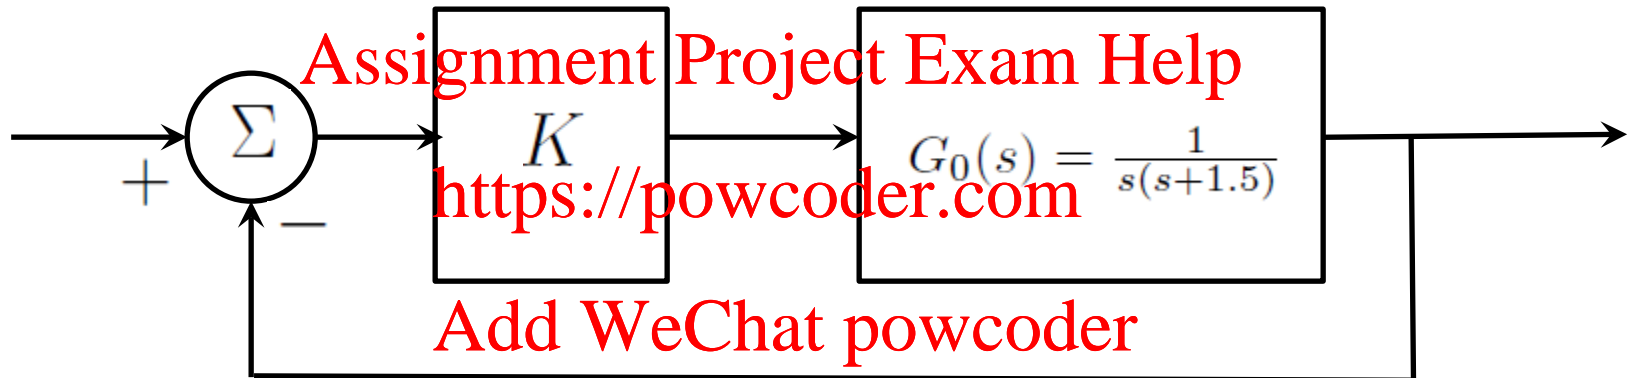 Assignment Project Exam Help
Σ
K
G₀(s) = 1/s(s+1.5)
+
https://powcoder.com
−
Add WeChat powcoder